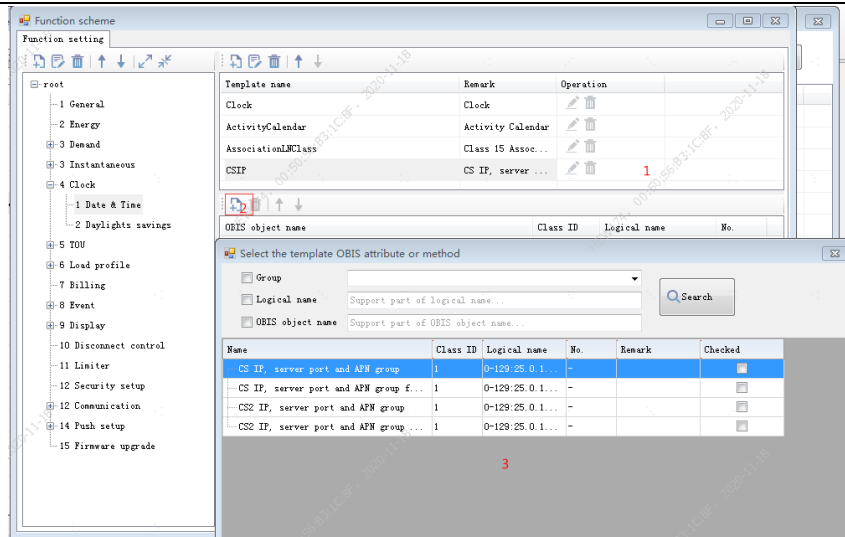 Function scheme
Function setting
root
1 General
2 Energy
3 Demand
3 Instantaneous
4 Clock
1 Date & Time
2 Daylights savings
5 TOU
6 Load profile
7 Billing
8 Event
9 Display
10 Disconnect control
11 Limiter
12 Security setup
12 Communication
14 Push setup
15 Firmware upgrade
Template name Remark Operation
Clock Clock
ActivityCalendar Activity Calendar
AssociationLNClass Class 15 Assoc...
CSIP CS IP, server ...
1
2
OBIS object name Class ID Logical name No.
Select the template OBIS attribute or method
Group
Logical name Support part of logical name...
OBIS object name Support part of OBIS object name...
Search
Name Class ID Logical name No. Remark Checked
CS IP, server port and APN group 1 0-129:25.0.1... -
CS IP, server port and APN group f... 1 0-129:25.0.1... -
CS2 IP, server port and APN group 1 0-129:25.0.1... -
CS2 IP, server port and APN group ... 1 0-129:25.0.1... -
3